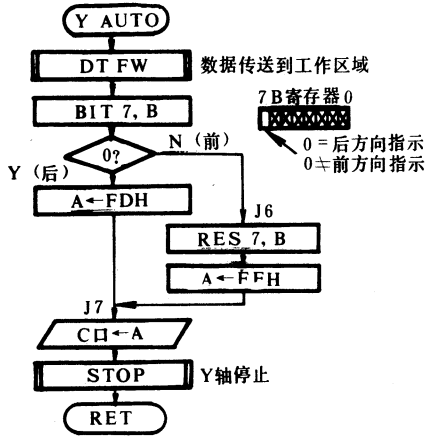 Y AUTO
DT FW
数据传送到工作区域
BIT 7, B
7 B寄存器 0
0?
N (前)
0=后方向指示
0≠前方向指示
Y (后)
A←FDH
J6
RES 7, B
A←FEH
J7
C口←A
STOP
Y轴停止
RET